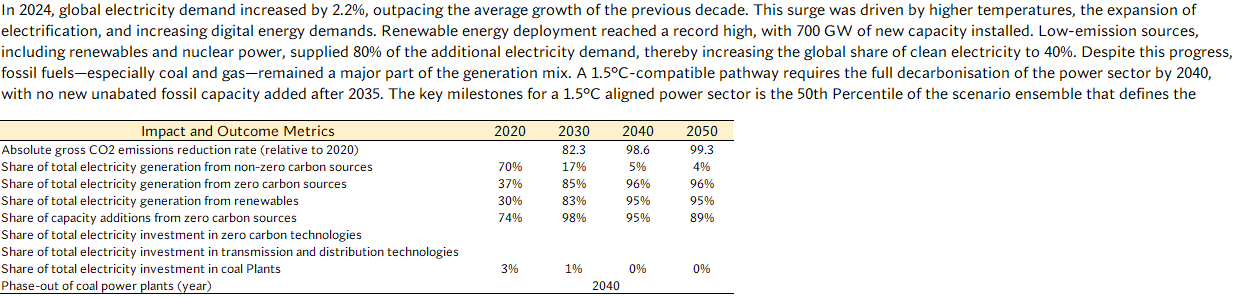 In 2024, global electricity demand increased by 2.2%, outpacing the average growth of the previous decade. This surge was driven by higher temperatures, the expansion of
electrification, and increasing digital energy demands. Renewable energy deployment reached a record high, with 700 GW of new capacity installed. Low-emission sources,
including renewables and nuclear power, supplied 80% of the additional electricity demand, thereby increasing the global share of clean electricity to 40%. Despite this progress,
fossil fuels—especially coal and gas—remained a major part of the generation mix. A 1.5°C-compatible pathway requires the full decarbonisation of the power sector by 2040,
with no new unabated fossil capacity added after 2035. The key milestones for a 1.5°C aligned power sector is the 50th Percentile of the scenario ensemble that defines the
Impact and Outcome Metrics 2020 2030 2040 2050
Absolute gross CO2 emissions reduction rate (relative to 2020) 82.3 98.6 99.3
Share of total electricity generation from non-zero carbon sources 70% 17% 5% 4%
Share of total electricity generation from zero carbon sources 37% 85% 96% 96%
Share of total electricity generation from renewables 30% 83% 95% 95%
Share of capacity additions from zero carbon sources 74% 98% 95% 89%
Share of total electricity investment in zero carbon technologies
Share of total electricity investment in transmission and distribution technologies
Share of total electricity investment in coal Plants 3% 1% 0% 0%
Phase-out of coal power plants (year) 2040